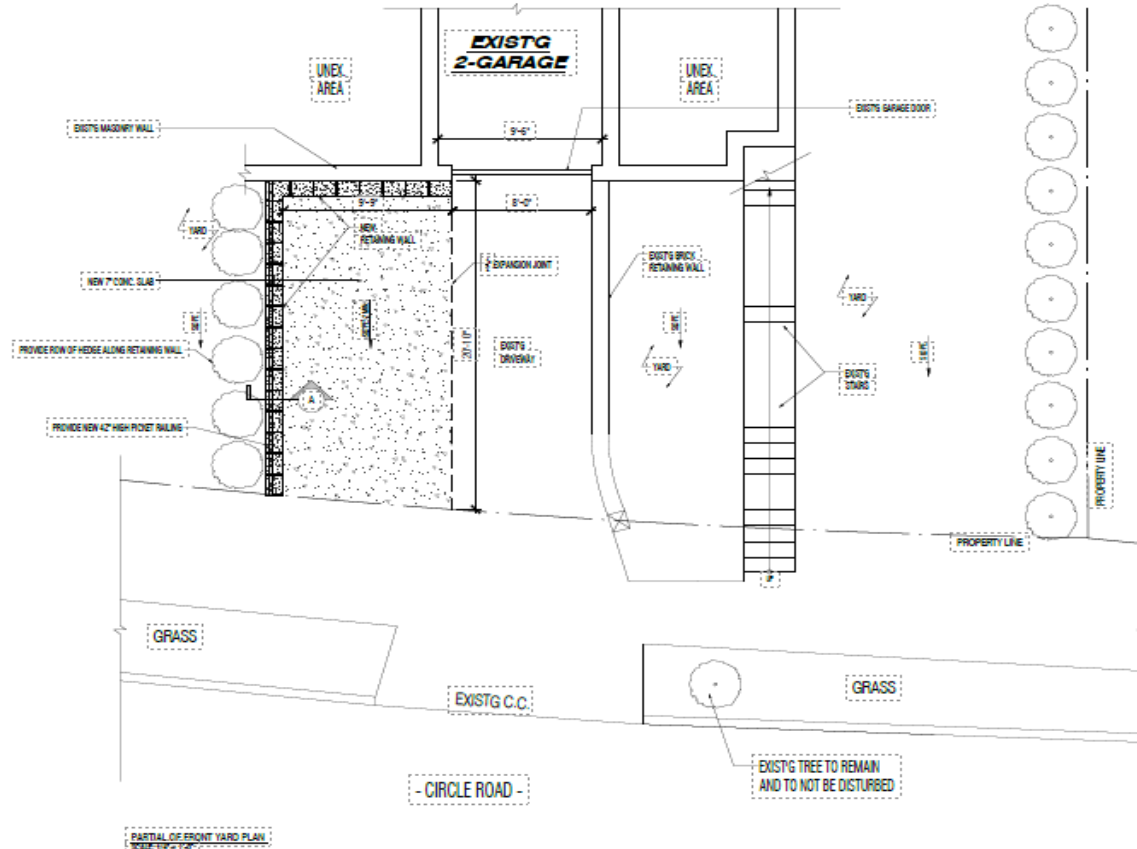 EXIST'G
2-GARAGE
UNEX.
AREA
UNEX.
AREA
EXIST'G GARAGE DOOR
EXIST'G MASONRY WALL
9'-6"
9'-9"
8'-0"
YARD
NEW
RETAINING WALL
EXIST'G BRICK
RETAINING WALL
EXPANSION JOINT
NEW 7" CONC. SLAB
YARD
20'-10"
EXIST'G
DRIVEWAY
PROVIDE ROW OF HEDGE ALONG RETAINING WALL
YARD
EXIST'G
STAIRS
A
PROVIDE NEW 42" HIGH PICKET RAILING
PROPERTY LINE
PROPERTY LINE
GRASS
EXIST'G C.C.
GRASS
EXIST'G TREE TO REMAIN
AND TO NOT BE DISTURBED
- CIRCLE ROAD -
PARTIAL OF FRONT YARD PLAN